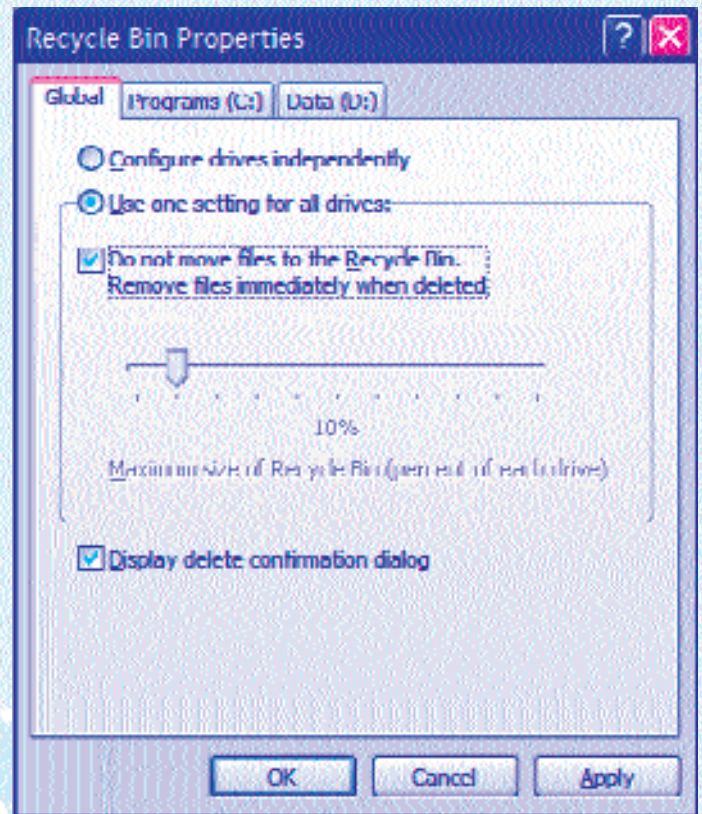 Recycle Bin Properties
Global Programs (C:) Data (D:)
Configure drives independently
Use one setting for all drives:
Do not move files to the Recycle Bin.
Remove files immediately when deleted
10%
Maximum size of Recycle Bin (percent of each drive)
Display delete confirmation dialog
OK Cancel Apply